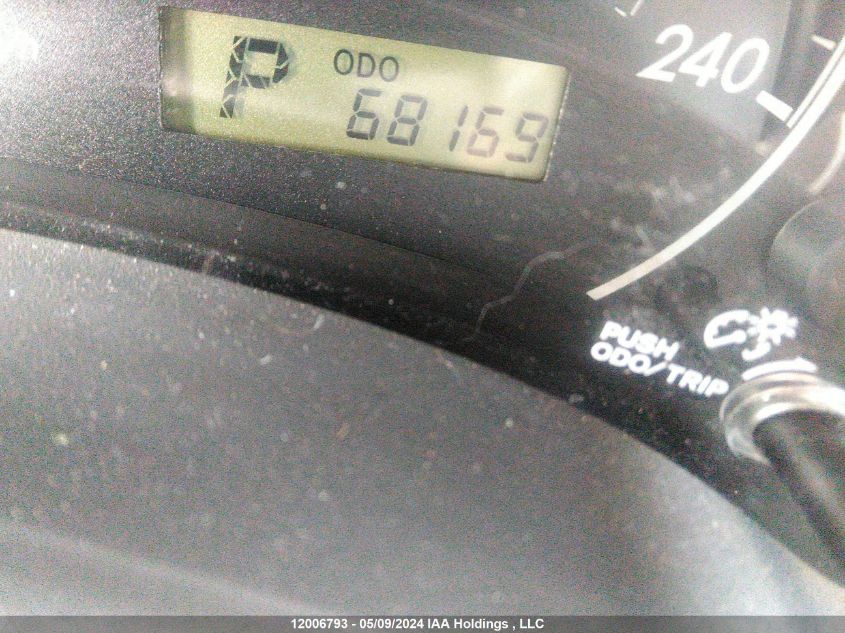 P
ODO
68169
240
PUSH
ODO/TRIP
12006793 - 05/09/2024 IAA Holdings , LLC